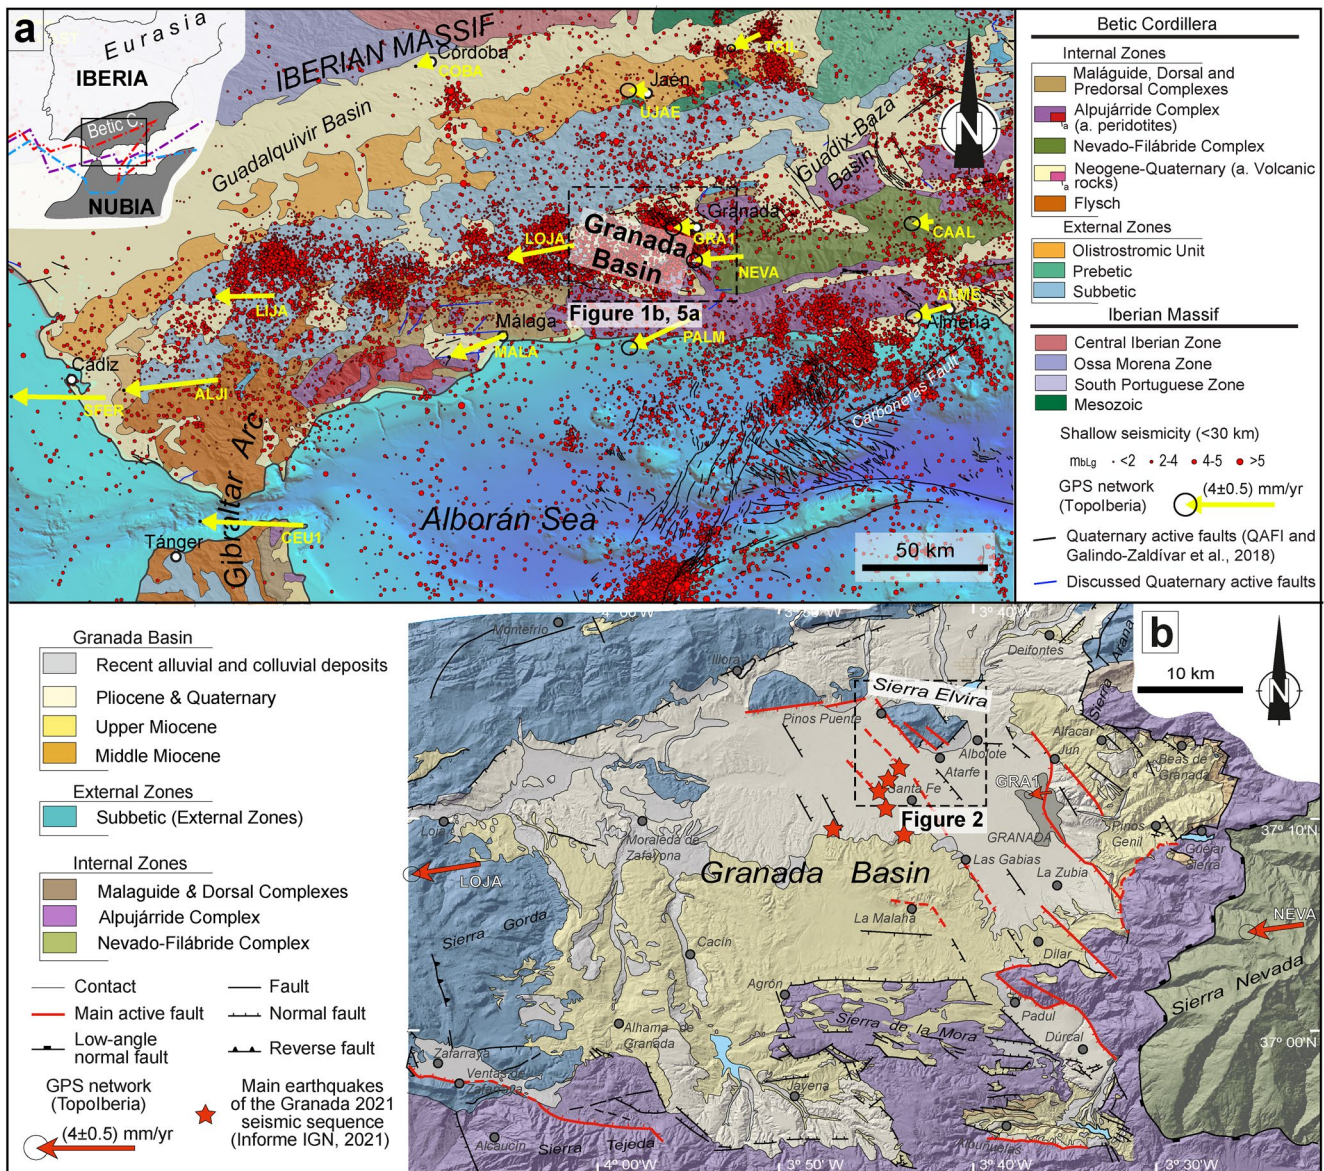 a
Eurasia
IBERIA
Betic C.
NUBIA
IBERIAN MASSIF
Córdoba
COBA
TGIL
Jaén
UJAE
Guadalquivir Basin
Guadix-Baza
Basin
Granada
GRA1
CAAL
LOJA
Granada
Basin
NEVA
LIJA
Figure 1b, 5a
ALME
Almería
Málaga
MALA
PALM
Cádiz
SFER
ALJI
Carboneras Fault
Gibraltar Arc
CEU1
Tánger
Alborán Sea
50 km
N
Betic Cordillera
Internal Zones
Maláguide, Dorsal and
Predorsal Complexes
Alpujárride Complex
(a. peridotites)
a
Nevado-Filábride Complex
Neogene-Quaternary (a. Volcanic
rocks)
a
Flysch
External Zones
Olistrostromic Unit
Prebetic
Subbetic
Iberian Massif
Central Iberian Zone
Ossa Morena Zone
South Portuguese Zone
Mesozoic
Shallow seismicity (<30 km)
mbLg <2 2-4 4-5 >5
GPS network
(TopoIberia)
(4±0.5) mm/yr
Quaternary active faults (QAFI and
Galindo-Zaldívar et al., 2018)
Discussed Quaternary active faults
Granada Basin
Recent alluvial and colluvial deposits
Pliocene & Quaternary
Upper Miocene
Middle Miocene
External Zones
Subbetic (External Zones)
Internal Zones
Malaguide & Dorsal Complexes
Alpujárride Complex
Nevado-Filábride Complex
Contact
Fault
Main active fault
Normal fault
Low-angle
normal fault
Reverse fault
GPS network
(TopoIberia)
(4±0.5) mm/yr
Main earthquakes
of the Granada 2021
seismic sequence
(Informe IGN, 2021)
b
3° 40' W
10 km
N
Montefrío
Illora
Deifontes
Sierra Arana
Sierra Elvira
Pinos Puente
Albolote
Atarfe
Alfacar
Jun
Beas de
Granada
Santa Fe
GRA1
Figure 2
GRANADA
Pinos
Genil
Güejar
Sierra
37° 10'N
Loja
Moraleda de
Zafayona
LOJA
Granada Basin
Las Gabias
La Zubia
La Malahá
NEVA
Sierra Gorda
Cacín
Dilar
Agrón
Padul
Sierra Nevada
Sierra de la Mora
Dúrcal
Alhama de
Granada
37° 00'N
Zafarraya
Ventas de
Zafarraya
Jayena
Alcaucín
Sierra Tejeda
Albuñuelas
4° 00' W
3° 50' W
3° 40' W
3° 30' W